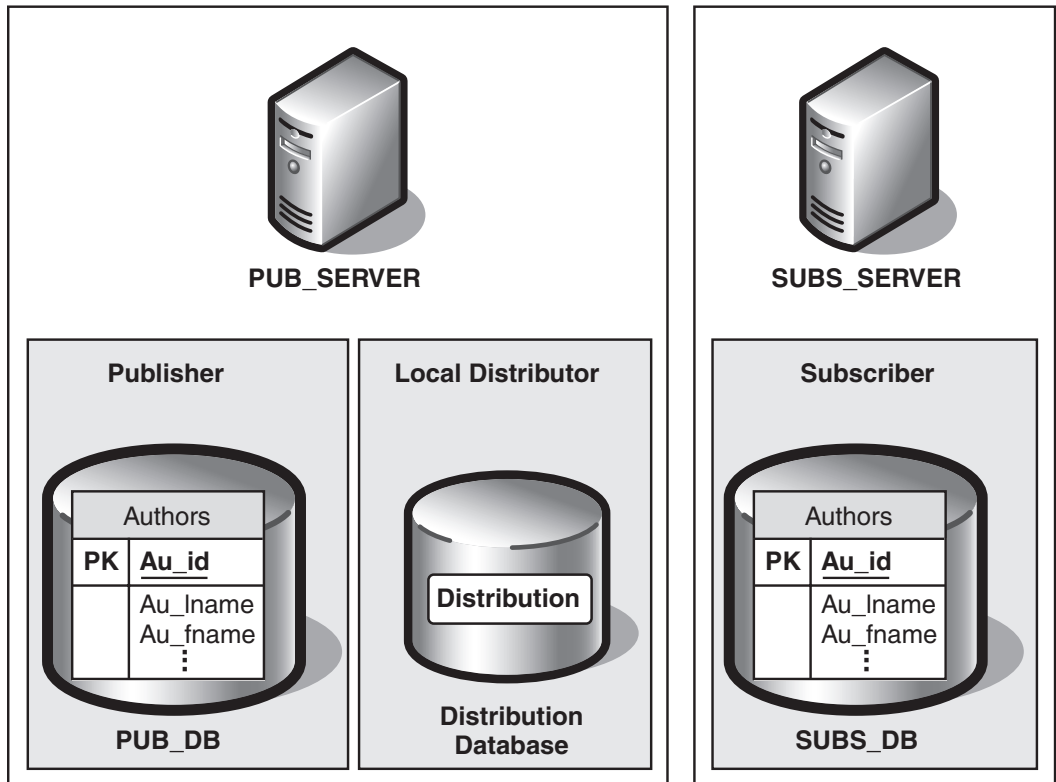 PUB_SERVER
SUBS_SERVER
Publisher
Authors
PK Au_id
Au_lname
Au_fname
⋮
PUB_DB
Local Distributor
Distribution
Distribution
Database
Subscriber
Authors
PK Au_id
Au_lname
Au_fname
⋮
SUBS_DB